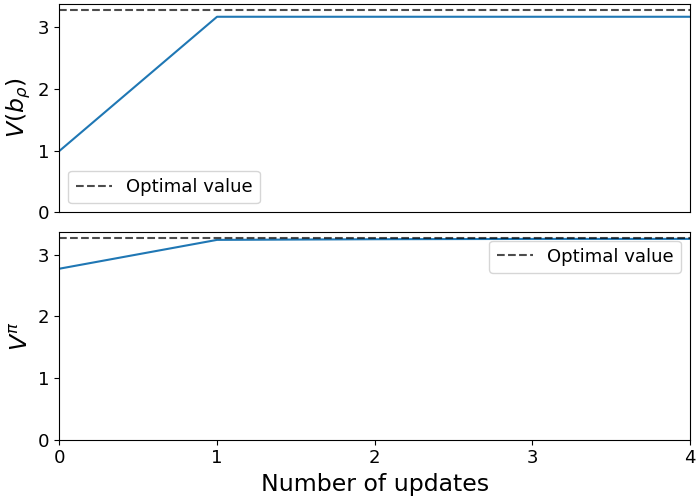 3
2
1
0
V(b_ρ)
Optimal value
3
2
1
0
V^π
Optimal value
0 1 2 3 4
Number of updates